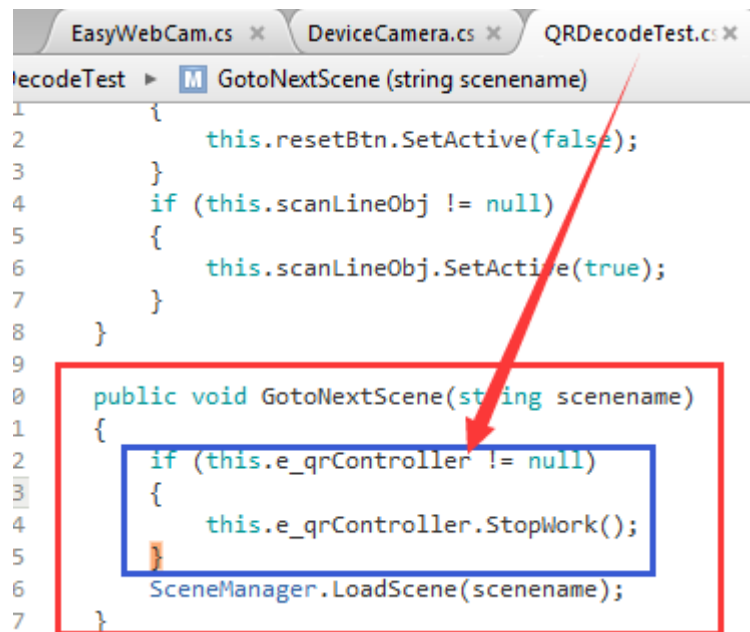 EasyWebCam.cs × DeviceCamera.cs × QRDecodeTest.cs ×
DecodeTest ▸ M GotoNextScene (string scenename)
1 {
2 this.resetBtn.SetActive(false);
3 }
4 if (this.scanLineObj != null)
5 {
6 this.scanLineObj.SetActive(true);
7 }
8 }
9
0 public void GotoNextScene(string scenename)
1 {
2 if (this.e_qrController != null)
3 {
4 this.e_qrController.StopWork();
5 }
6 SceneManager.LoadScene(scenename);
7 }